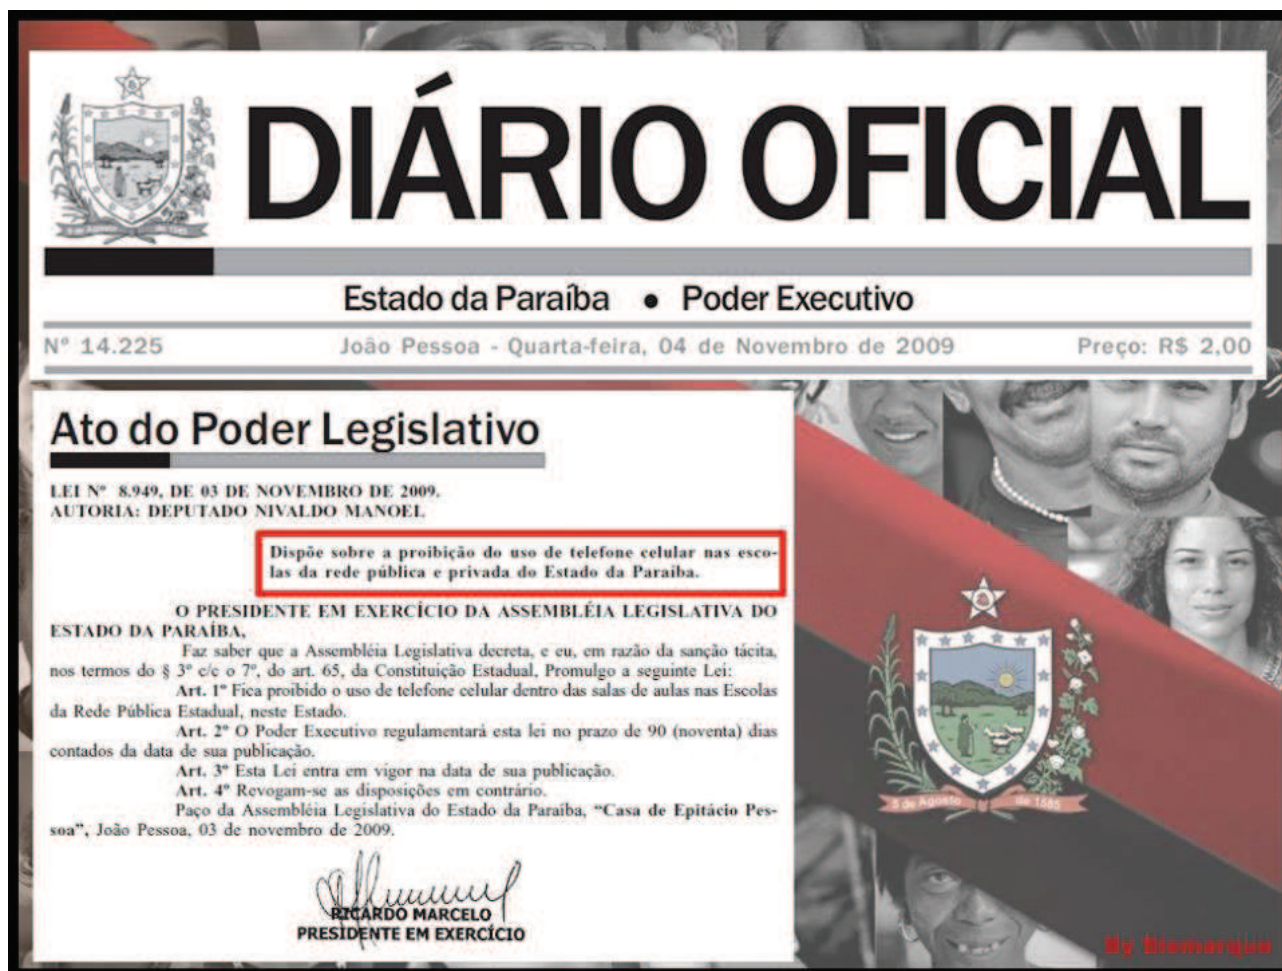 DIÁRIO OFICIAL
Estado da Paraíba • Poder Executivo
Nº 14.225 João Pessoa - Quarta-feira, 04 de Novembro de 2009 Preço: R$ 2,00
Ato do Poder Legislativo
LEI Nº 8.949, DE 03 DE NOVEMBRO DE 2009.
AUTORIA: DEPUTADO NIVALDO MANOEL
Dispõe sobre a proibição do uso de telefone celular nas esco-
las da rede pública e privada do Estado da Paraíba.
O PRESIDENTE EM EXERCÍCIO DA ASSEMBLÉIA LEGISLATIVA DO
ESTADO DA PARAÍBA,
Faz saber que a Assembléia Legislativa decreta, e eu, em razão da sanção tácita,
nos termos do § 3º c/c o 7º, do art. 65, da Constituição Estadual, Promulgo a seguinte Lei:
Art. 1º Fica proibido o uso de telefone celular dentro das salas de aulas nas Escolas
da Rede Pública Estadual, neste Estado.
Art. 2º O Poder Executivo regulamentará esta lei no prazo de 90 (noventa) dias
contados da data de sua publicação.
Art. 3º Esta Lei entra em vigor na data de sua publicação.
Art. 4º Revogam-se as disposições em contrário.
Paço da Assembléia Legislativa do Estado da Paraíba, “Casa de Epitácio Pes-
soa”, João Pessoa, 03 de novembro de 2009.
RICARDO MARCELO
PRESIDENTE EM EXERCÍCIO
5 de Agosto de 1585
By Bismarque